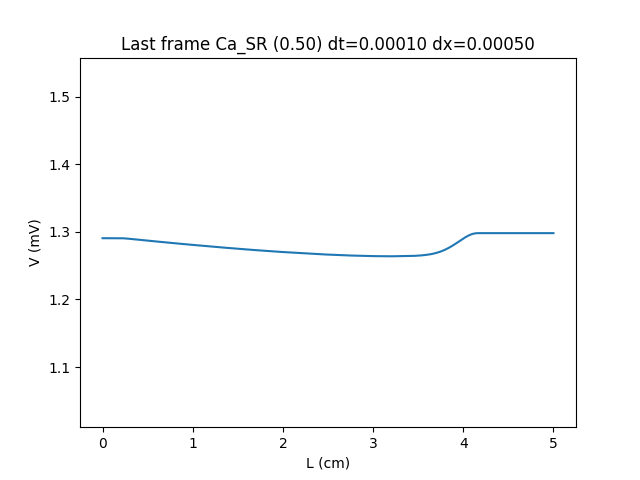 Last frame Ca_SR (0.50) dt=0.00010 dx=0.00050
1.5
1.4
1.3
1.2
1.1
V (mV)
0 1 2 3 4 5
L (cm)